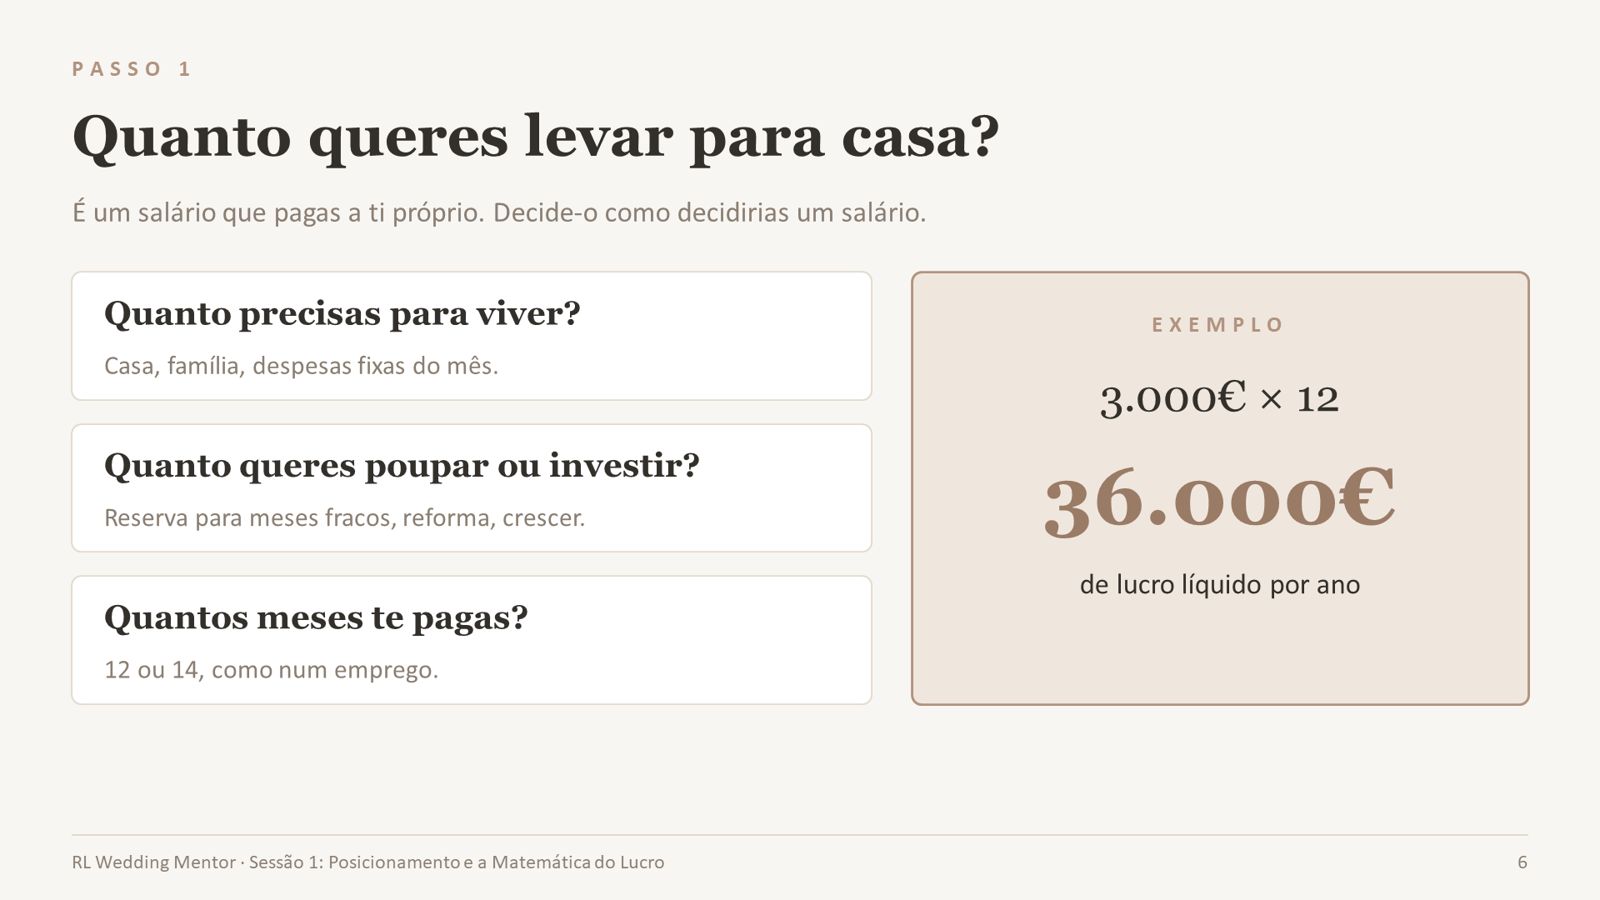 PASSO 1
Quanto queres levar para casa?
É um salário que pagas a ti próprio. Decide-o como decidirias um salário.
Quanto precisas para viver?
Casa, família, despesas fixas do mês.
Quanto queres poupar ou investir?
Reserva para meses fracos, reforma, crescer.
Quantos meses te pagas?
12 ou 14, como num emprego.
EXEMPLO
3.000€ × 12
36.000€
de lucro líquido por ano
RL Wedding Mentor · Sessão 1: Posicionamento e a Matemática do Lucro
6